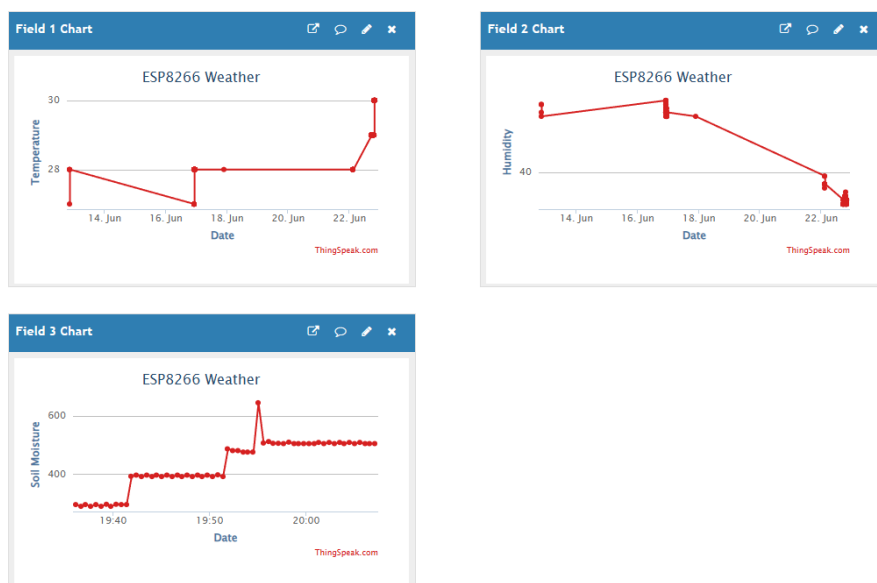 Field 1 Chart
ESP8266 Weather
30
28
Temperature
14. Jun 16. Jun 18. Jun 20. Jun 22. Jun
Date
ThingSpeak.com
Field 2 Chart
ESP8266 Weather
40
Humidity
14. Jun 16. Jun 18. Jun 20. Jun 22. Jun
Date
ThingSpeak.com
Field 3 Chart
ESP8266 Weather
600
400
Soil Moisture
19:40 19:50 20:00
Date
ThingSpeak.com